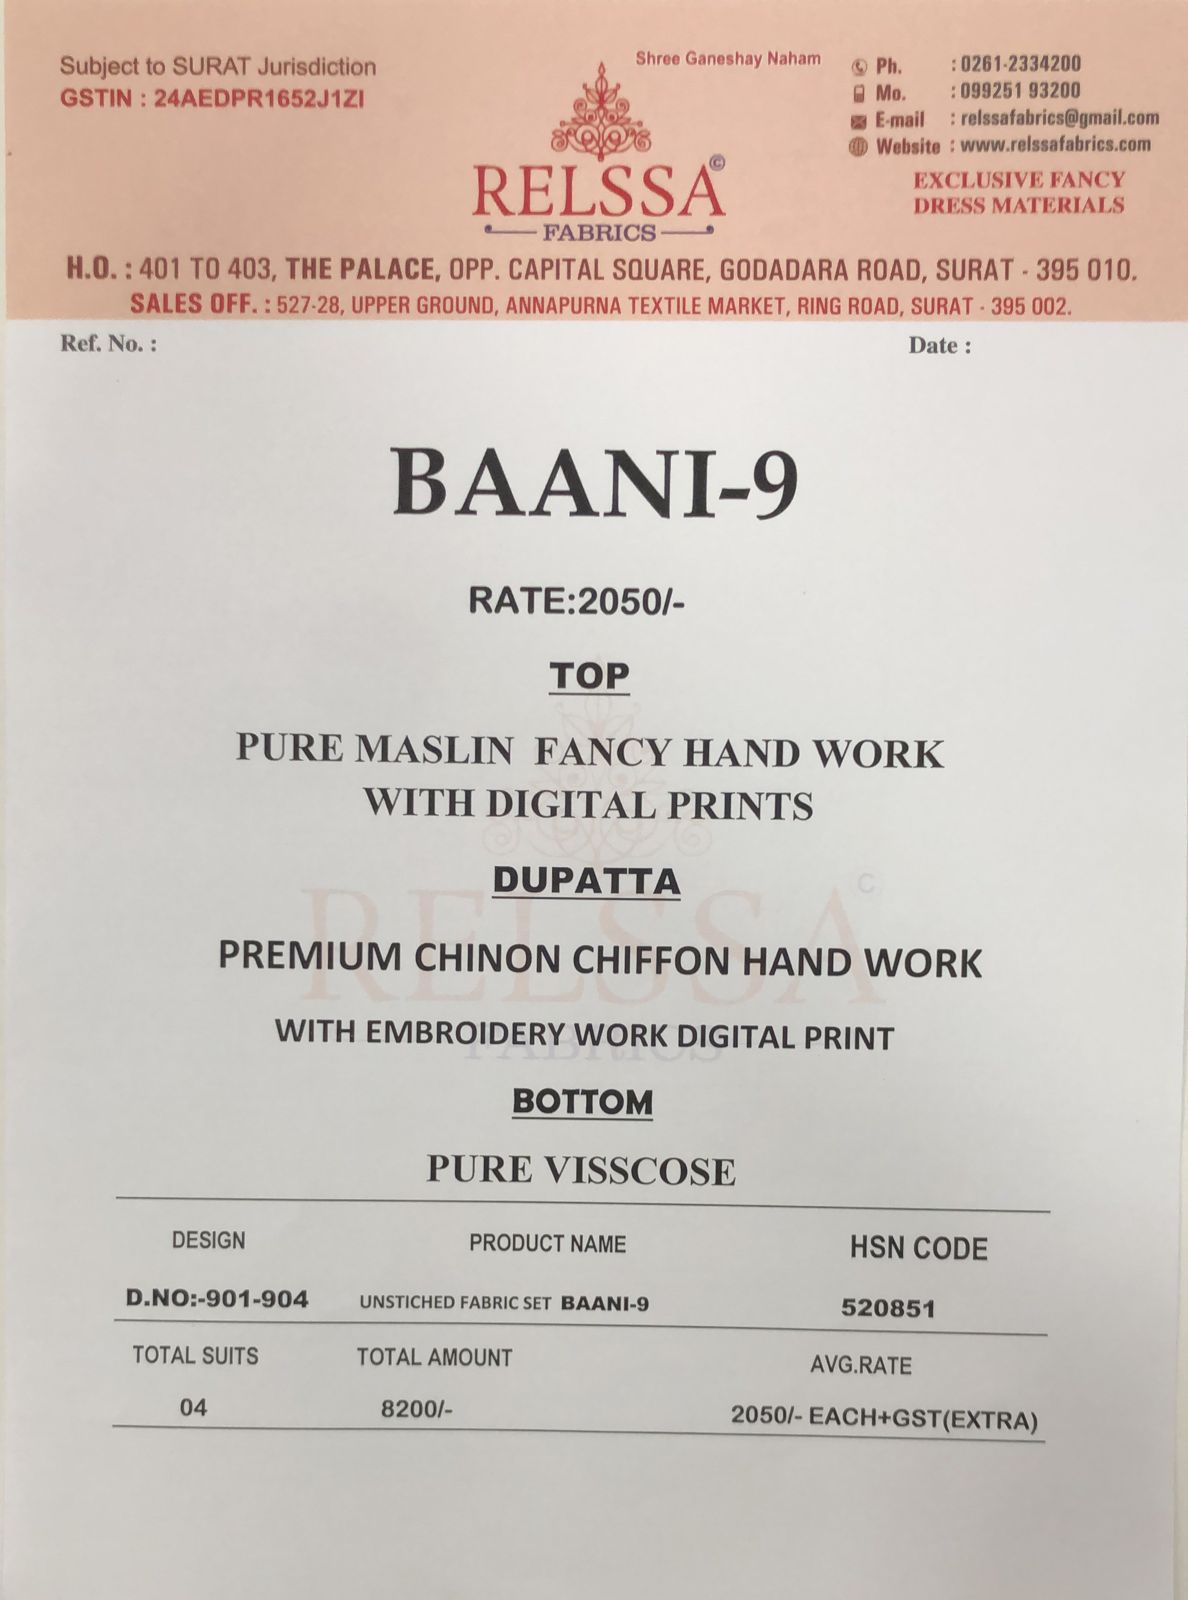 Shree Ganeshay Naham
Subject to SURAT Jurisdiction
GSTIN : 24AEDPR1652J1ZI
Ph. : 0261-2334200
Mo. : 099251 93200
E-mail : relssafabrics@gmail.com
Website : www.relssafabrics.com
RELSSA©
FABRICS
EXCLUSIVE FANCY
DRESS MATERIALS
H.O. : 401 TO 403, THE PALACE, OPP. CAPITAL SQUARE, GODADARA ROAD, SURAT - 395 010.
SALES OFF. : 527-28, UPPER GROUND, ANNAPURNA TEXTILE MARKET, RING ROAD, SURAT - 395 002.
Ref. No. : Date :
BAANI-9
RATE:2050/-
TOP
PURE MASLIN FANCY HAND WORK
WITH DIGITAL PRINTS
DUPATTA
PREMIUM CHINON CHIFFON HAND WORK
WITH EMBROIDERY WORK DIGITAL PRINT
BOTTOM
PURE VISSCOSE
RELSSA©
FABRICS
DESIGN PRODUCT NAME HSN CODE
D.NO:-901-904 UNSTICHED FABRIC SET BAANI-9 520851
TOTAL SUITS TOTAL AMOUNT AVG.RATE
04 8200/- 2050/- EACH+GST(EXTRA)